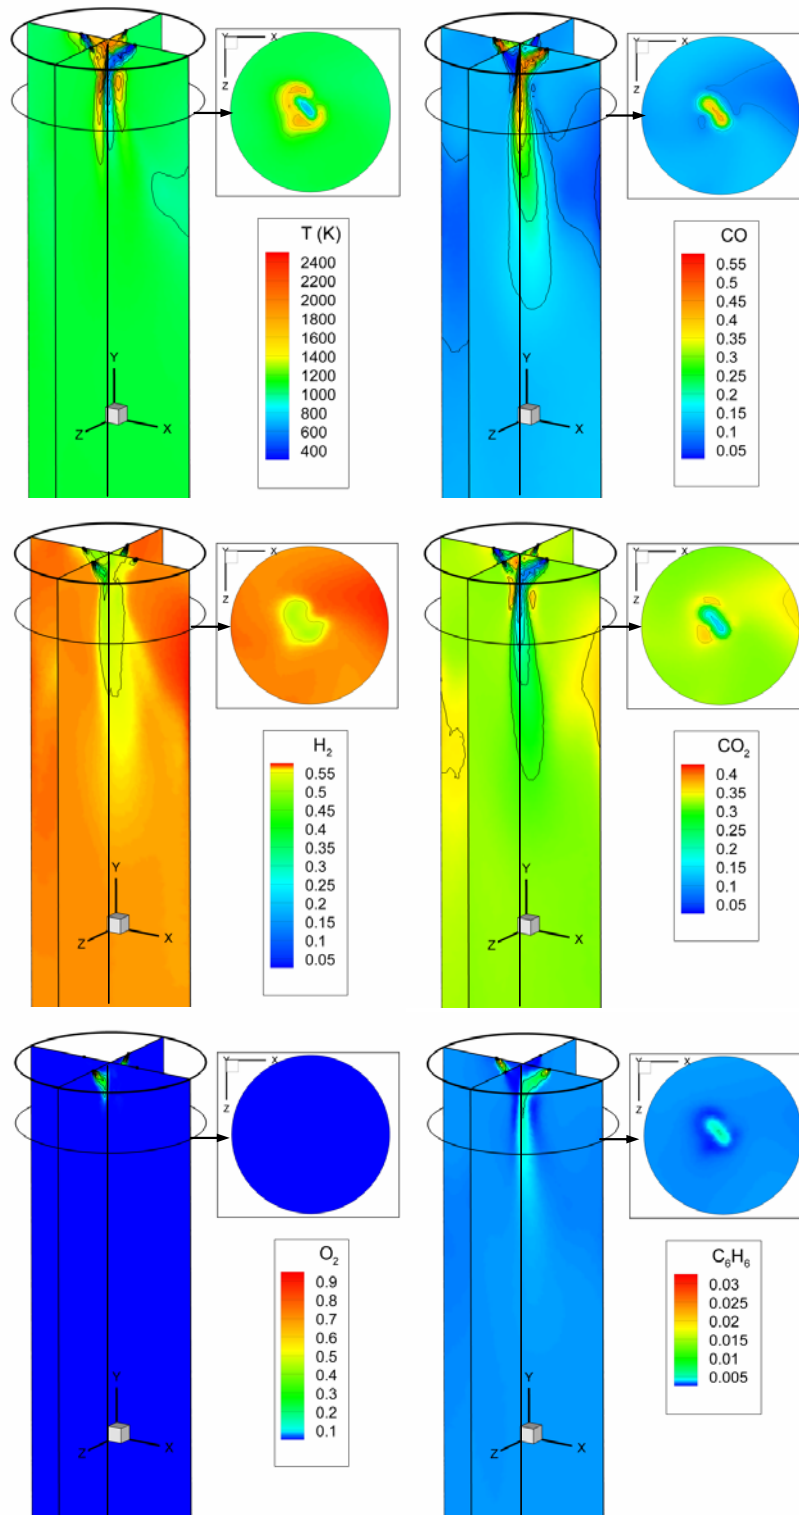 Y X
Z
T (K)
2400
2200
2000
1800
1600
1400
1200
1000
800
600
400
Y
Z X
Y X
Z
CO
0.55
0.5
0.45
0.4
0.35
0.3
0.25
0.2
0.15
0.1
0.05
Y
Z X
Y X
Z
H₂
0.55
0.5
0.45
0.4
0.35
0.3
0.25
0.2
0.15
0.1
0.05
Y
Z X
Y X
Z
CO₂
0.4
0.35
0.3
0.25
0.2
0.15
0.1
0.05
Y
Z X
Y X
Z
O₂
0.9
0.8
0.7
0.6
0.5
0.4
0.3
0.2
0.1
Y
Z X
Y X
Z
C₆H₆
0.03
0.025
0.02
0.015
0.01
0.005
Y
Z X